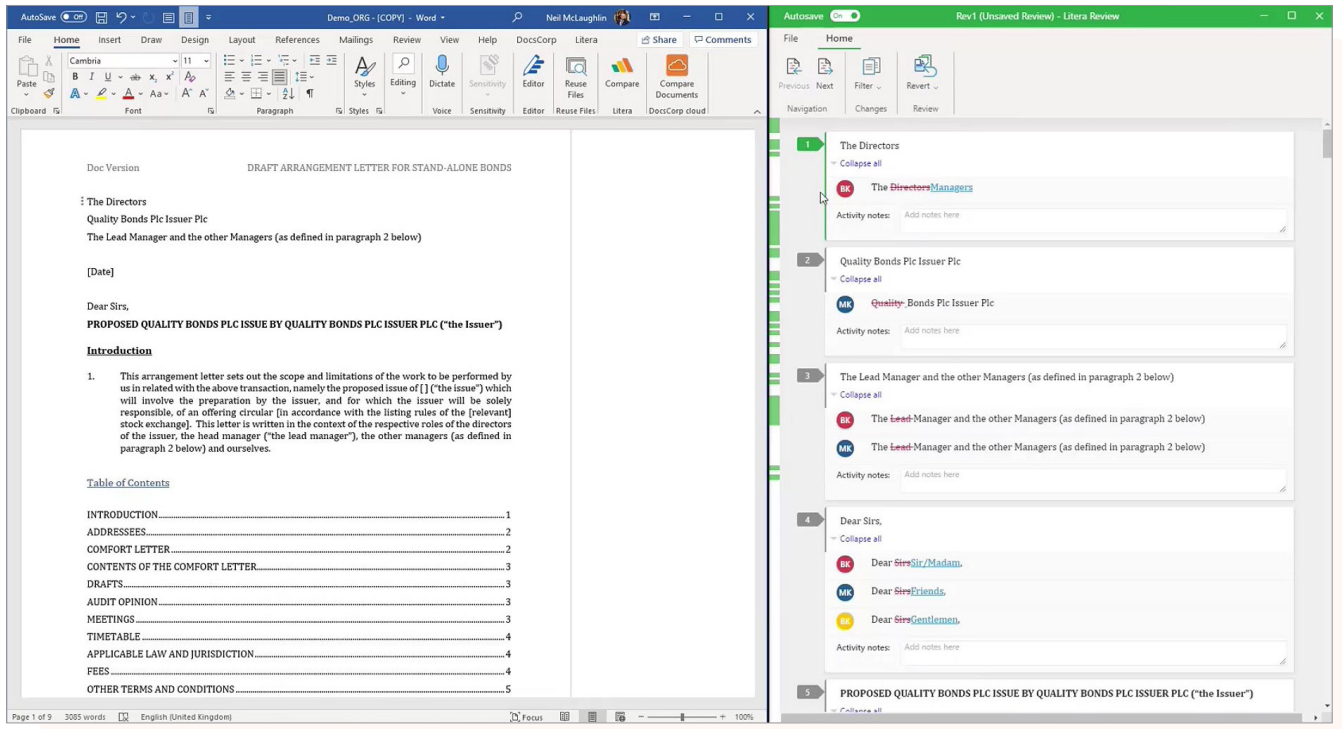 AutoSave Off
Demo_ORG - [COPY] - Word
Neil McLaughlin
File Home Insert Draw Design Layout References Mailings Review View Help DocsCorp Litera Share Comments
Cambria 11
B I U ab x₂ x² A
A A Aa A A
Paste
Styles
Editing
Dictate
Sensitivity
Editor
Reuse Files
Compare
Compare Documents
Clipboard Font Paragraph Styles Voice Sensitivity Editor Reuse Files Litera DocsCorp cloud
Doc Version DRAFT ARRANGEMENT LETTER FOR STAND-ALONE BONDS
The Directors
Quality Bonds Plc Issuer Plc
The Lead Manager and the other Managers (as defined in paragraph 2 below)
[Date]
Dear Sirs,
PROPOSED QUALITY BONDS PLC ISSUE BY QUALITY BONDS PLC ISSUER PLC (“the Issuer”)
Introduction
1. This arrangement letter sets out the scope and limitations of the work to be performed by
us in related with the above transaction, namely the proposed issue of [ ] (“the issue”) which
will involve the preparation by the issuer, and for which the issuer will be solely
responsible, of an offering circular [in accordance with the listing rules of the [relevant]
stock exchange]. This letter is written in the context of the respective roles of the directors
of the issuer, the head manager (“the lead manager”), the other managers (as defined in
paragraph 2 below) and ourselves.
Table of Contents
INTRODUCTION 1
ADDRESSEES 2
COMFORT LETTER 2
CONTENTS OF THE COMFORT LETTER 3
DRAFTS 3
AUDIT OPINION 3
MEETINGS 3
TIMETABLE 4
APPLICABLE LAW AND JURISDICTION 4
FEES 4
OTHER TERMS AND CONDITIONS 5
Page 1 of 9 3085 words English (United Kingdom) Focus 100%
Autosave On
Rev1 (Unsaved Review) - Litera Review
File Home
Previous Next Filter Revert
Navigation Changes Review
1 The Directors
Collapse all
BK The DirectorsManagers
Activity notes: Add notes here
2 Quality Bonds Plc Issuer Plc
Collapse all
MK Quality Bonds Plc Issuer Plc
Activity notes: Add notes here
3 The Lead Manager and the other Managers (as defined in paragraph 2 below)
Collapse all
BK The Lead Manager and the other Managers (as defined in paragraph 2 below)
MK The Lead Manager and the other Managers (as defined in paragraph 2 below)
Activity notes: Add notes here
4 Dear Sirs,
Collapse all
BK Dear SirsSir/Madam,
MK Dear SirsFriends,
BK Dear SirsGentlemen,
Activity notes: Add notes here
5 PROPOSED QUALITY BONDS PLC ISSUE BY QUALITY BONDS PLC ISSUER PLC (“the Issuer”)
Collapse all